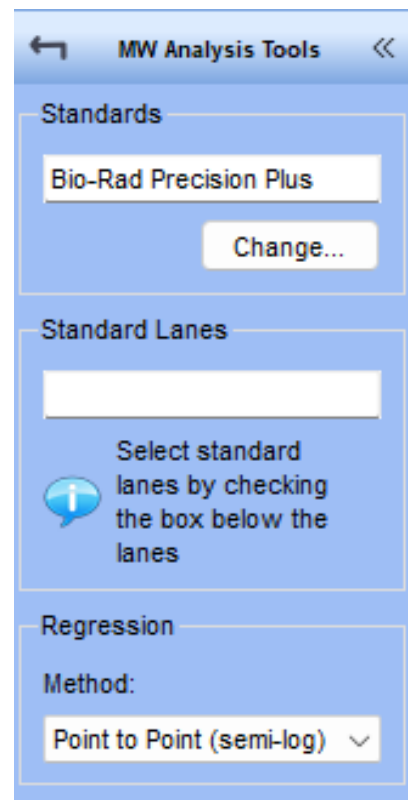 MW Analysis Tools
Standards
Bio-Rad Precision Plus
Change...
Standard Lanes
Select standard
lanes by checking
the box below the
lanes
Regression
Method:
Point to Point (semi-log)